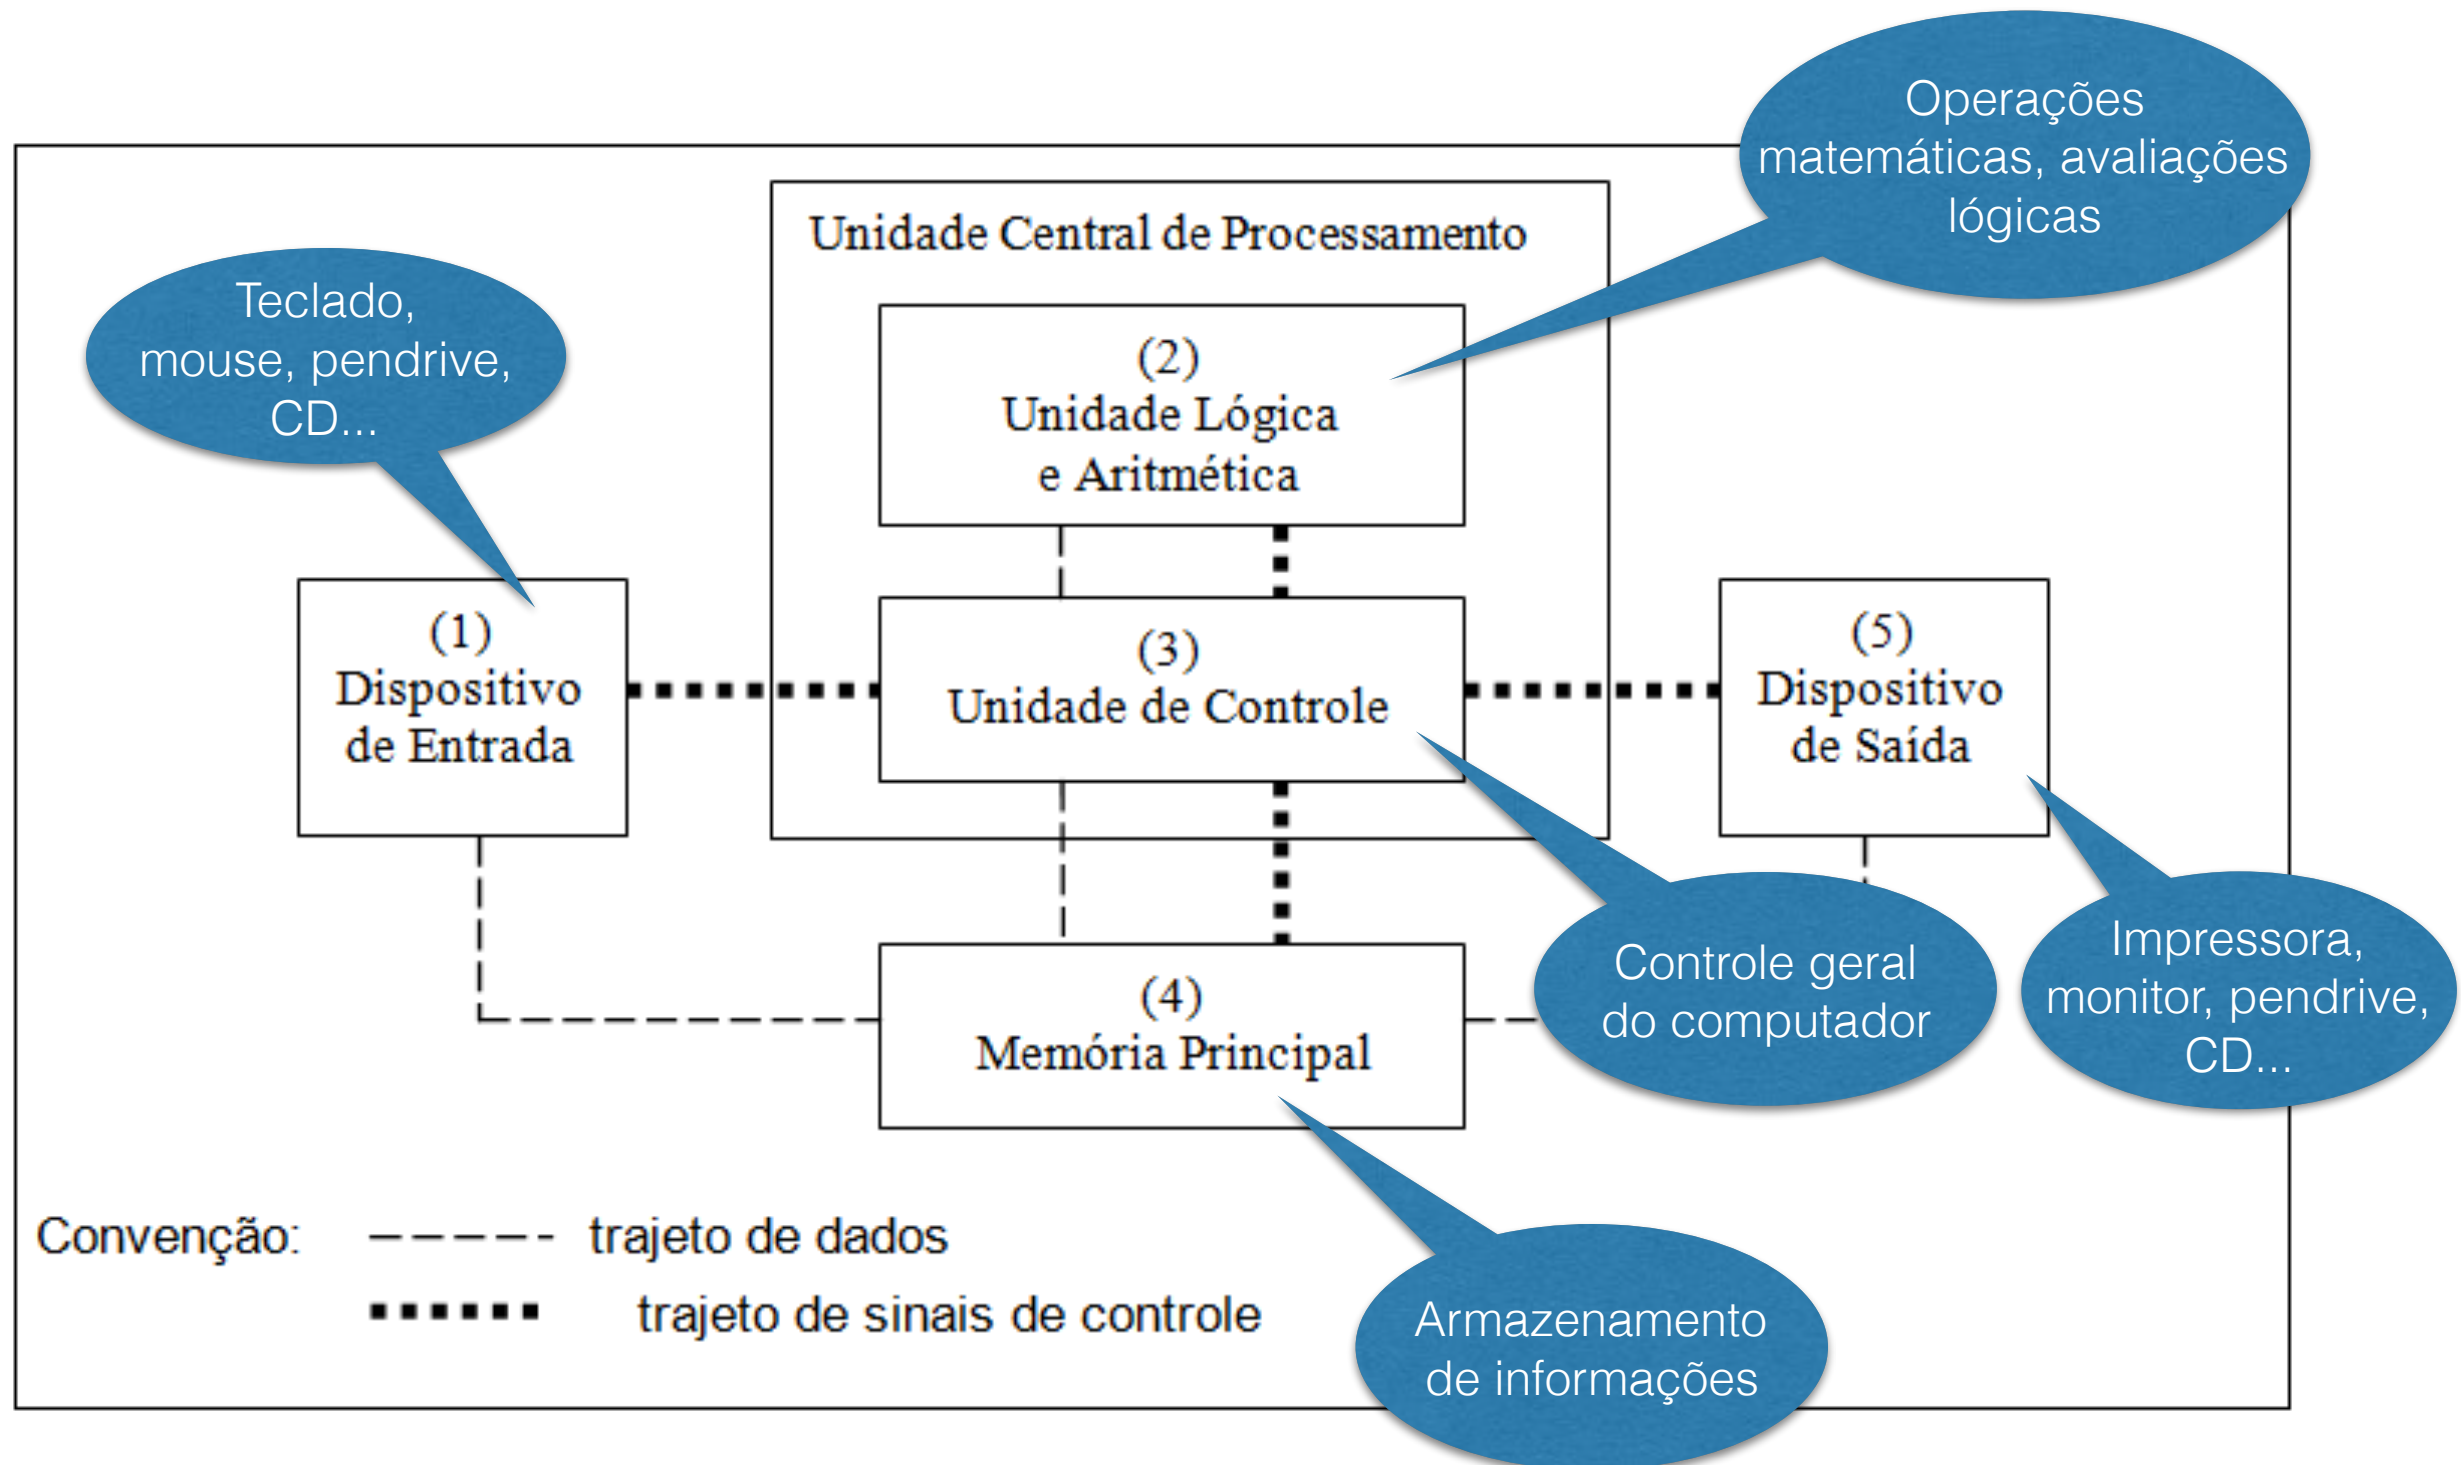 Operações
matemáticas, avaliações
lógicas
Unidade Central de Processamento
Teclado,
mouse, pendrive,
CD...
(2)
Unidade Lógica
e Aritmética
(1)
Dispositivo
de Entrada
(3)
Unidade de Controle
(5)
Dispositivo
de Saída
(4)
Memória Principal
Controle geral
do computador
Impressora,
monitor, pendrive,
CD...
Convenção:
trajeto de dados
trajeto de sinais de controle
Armazenamento
de informações